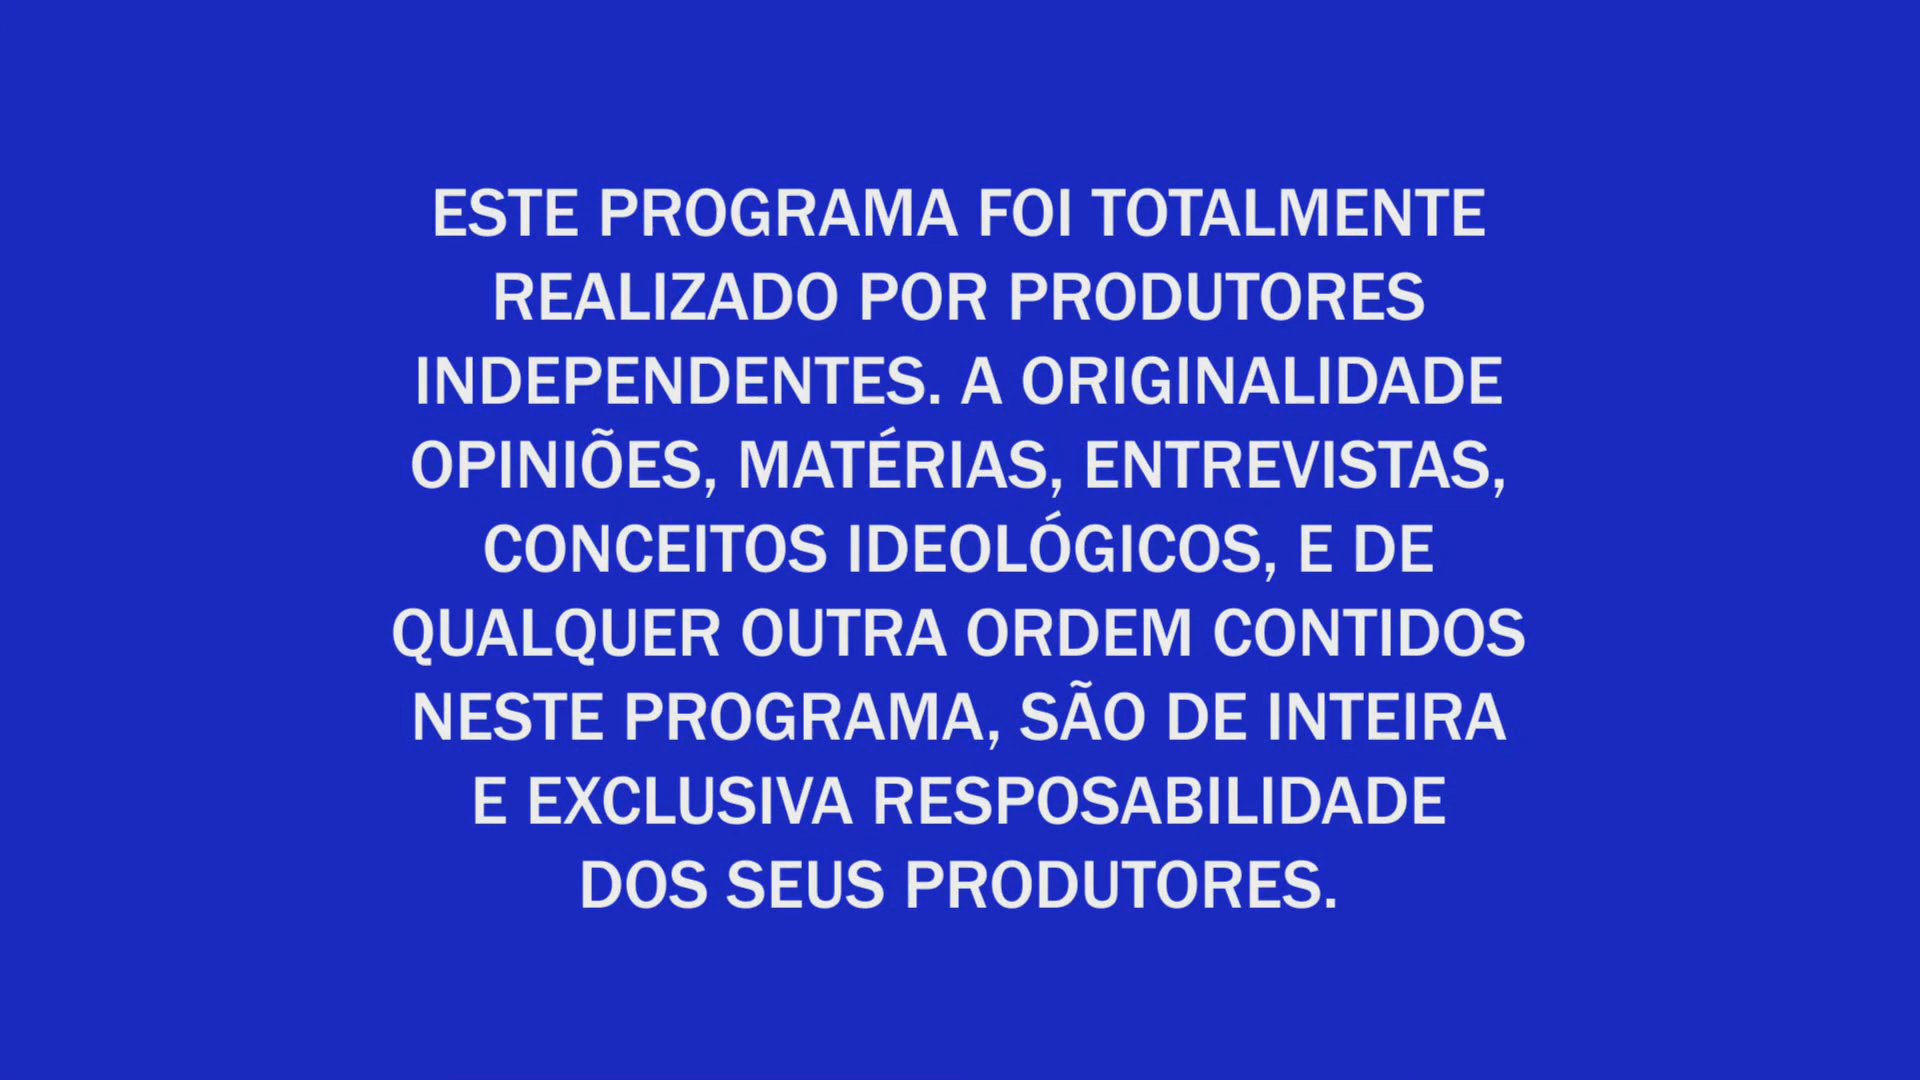 ESTE PROGRAMA FOI TOTALMENTE
REALIZADO POR PRODUTORES
INDEPENDENTES. A ORIGINALIDADE
OPINIÕES, MATÉRIAS, ENTREVISTAS,
CONCEITOS IDEOLÓGICOS, E DE
QUALQUER OUTRA ORDEM CONTIDOS
NESTE PROGRAMA, SÃO DE INTEIRA
E EXCLUSIVA RESPOSABILIDADE
DOS SEUS PRODUTORES.